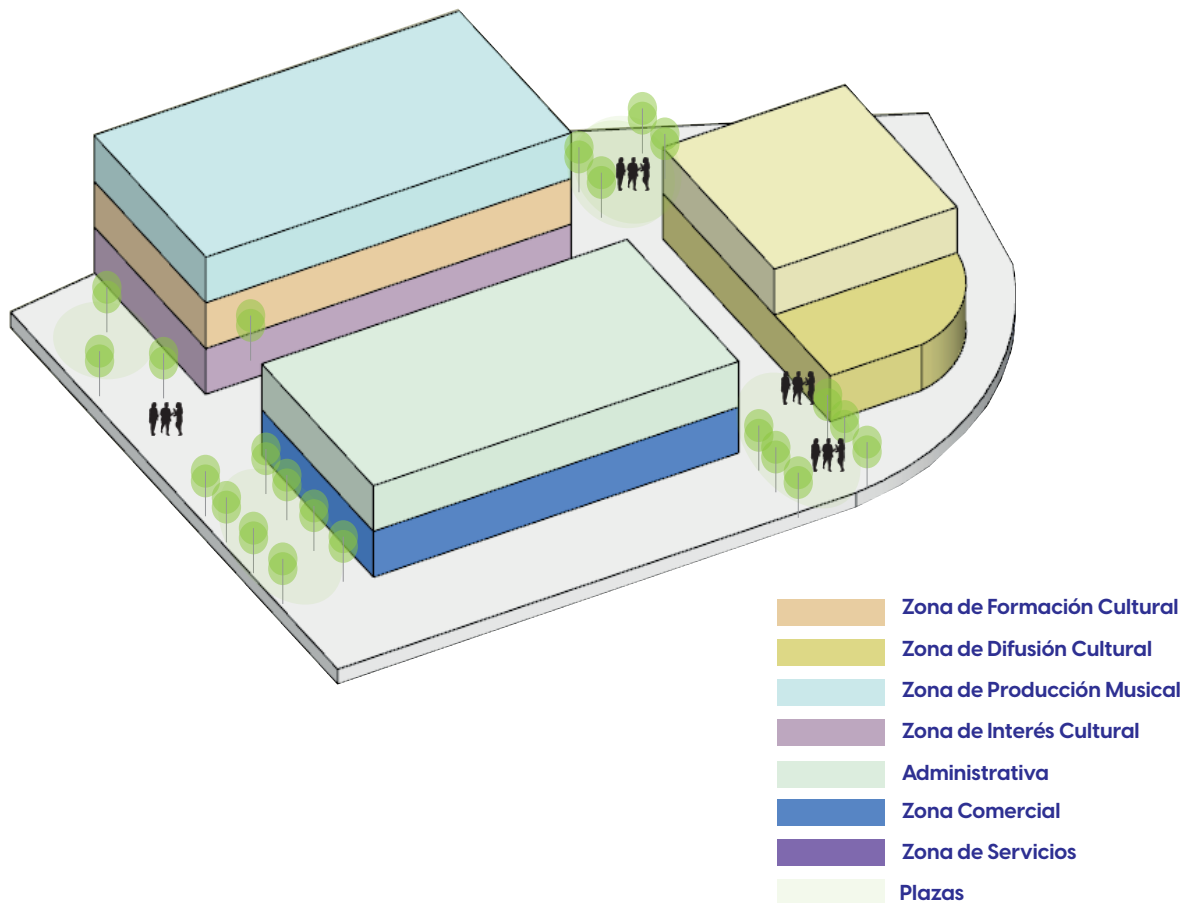 Zona de Formación Cultural
Zona de Difusión Cultural
Zona de Producción Musical
Zona de Interés Cultural
Administrativa
Zona Comercial
Zona de Servicios
Plazas